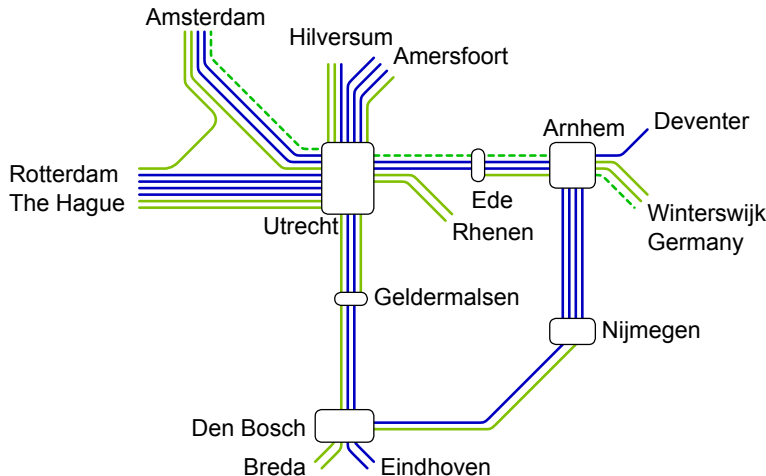 Amsterdam
Hilversum
Amersfoort
Arnhem
Deventer
Rotterdam
The Hague
Utrecht
Ede
Rhenen
Winterswijk
Germany
Geldermalsen
Nijmegen
Den Bosch
Breda
Eindhoven